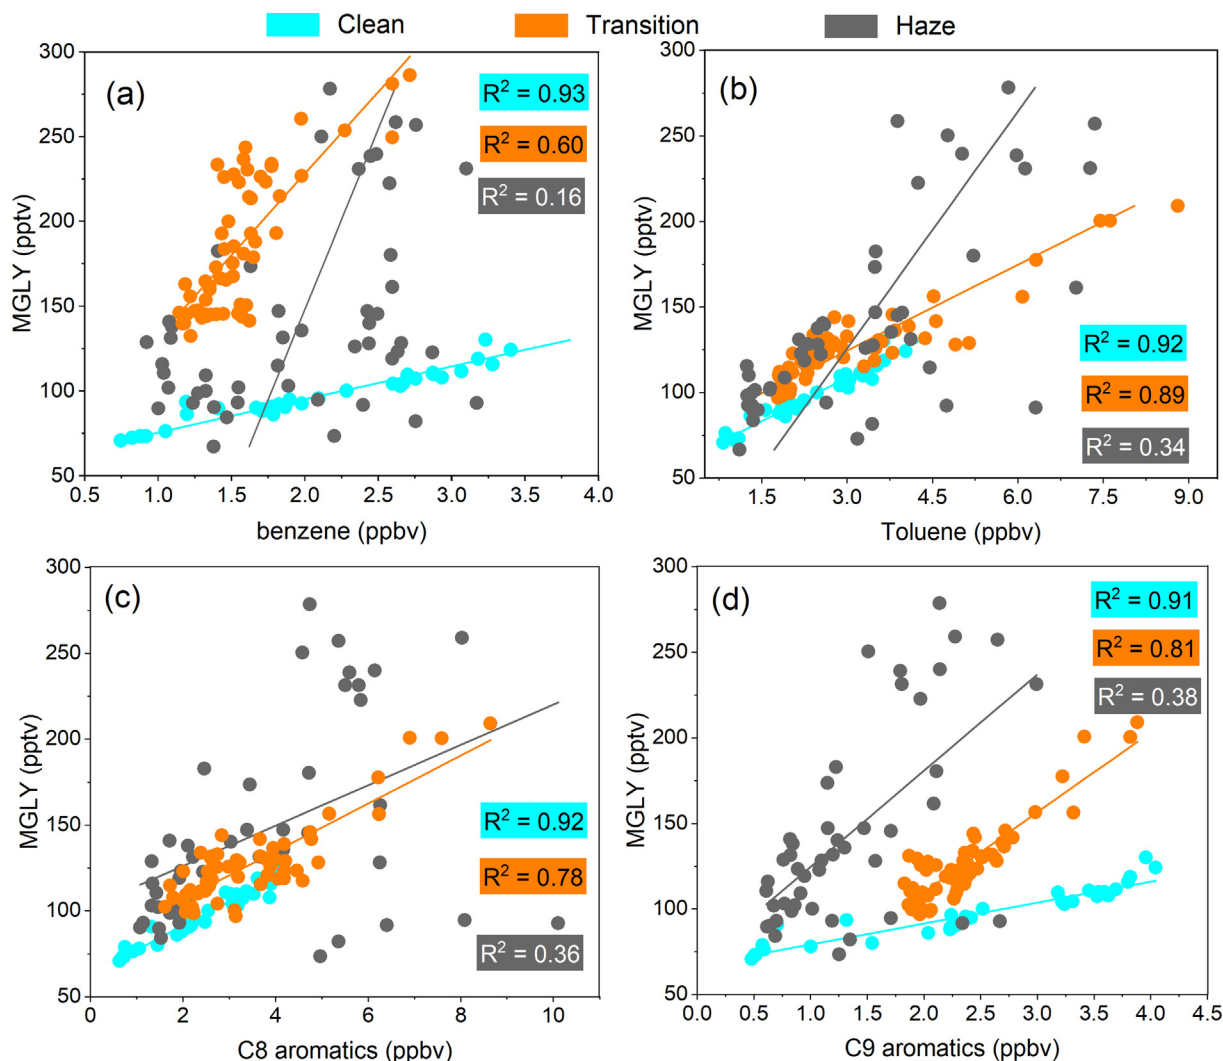 Clean Transition Haze
(a)
R² = 0.93
R² = 0.60
R² = 0.16
300
250
200
150
100
50
MGLY (pptv)
0.5 1.0 1.5 2.0 2.5 3.0 3.5 4.0
benzene (ppbv)
(b)
R² = 0.92
R² = 0.89
R² = 0.34
300
250
200
150
100
50
MGLY (pptv)
1.5 3.0 4.5 6.0 7.5 9.0
Toluene (ppbv)
(c)
R² = 0.92
R² = 0.78
R² = 0.36
300
250
200
150
100
50
MGLY (pptv)
0 2 4 6 8 10
C8 aromatics (ppbv)
(d)
R² = 0.91
R² = 0.81
R² = 0.38
300
250
200
150
100
50
MGLY (pptv)
0.0 0.5 1.0 1.5 2.0 2.5 3.0 3.5 4.0 4.5
C9 aromatics (ppbv)